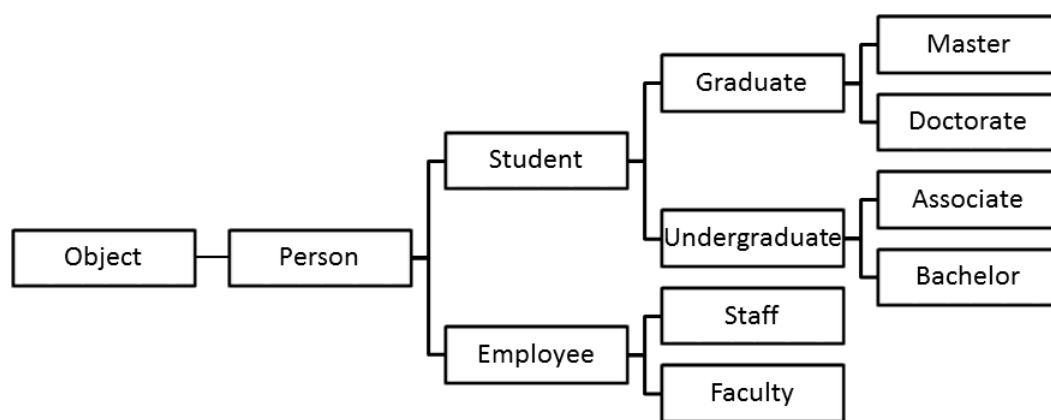 Object
Person
Student
Employee
Graduate
Undergraduate
Staff
Faculty
Master
Doctorate
Associate
Bachelor